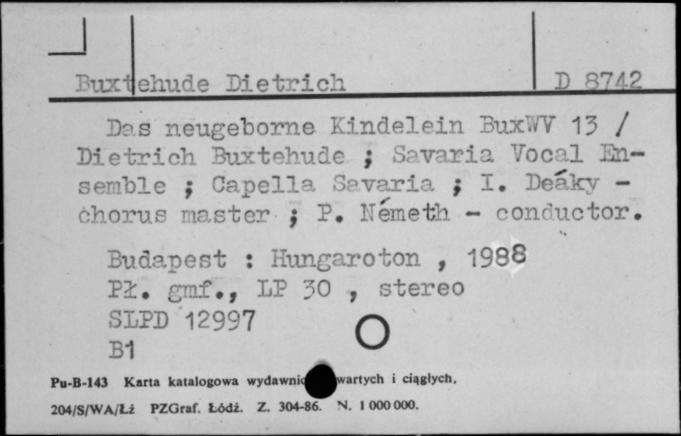 Buxtehude Dietrich D 8742
Das neugeborne Kindelein BuxWV 13 /
Dietrich Buxtehude ; Savaria Vocal En-
semble ; Capella Savaria ; I. Deáky -
chorus master ; P. Németh - conductor.
Budapest : Hungaroton , 1988
Pł. gmf., LP 30 , stereo
SLPD 12997
B1
Pu-B-143 Karta katalogowa i ciągłych.
204/S/WA/Łż PZGraf. Łódź. Z. 304-86. N. 1 000 000.